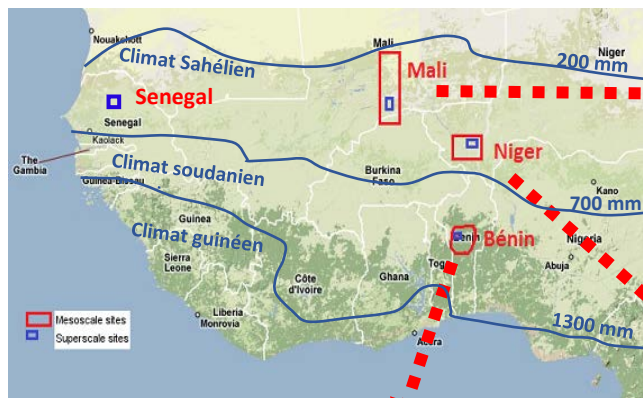 Nouakchott
Climat Sahélien
Mali
Niger
200 mm
Mali
Senegal
Senegal
Kaolack
The
Gambia
Guinea-Bissau
Climat soudanien
Burkina
Faso
Niger
Kano
700 mm
Guinea
Climat guinéen
Benin
Bénin
Nigeria
Sierra
Leone
Togo
Abuja
Côte
d'Ivoire
Ghana
Liberia
Monrovia
Accra
1300 mm
Mesoscale sites
Superscale sites